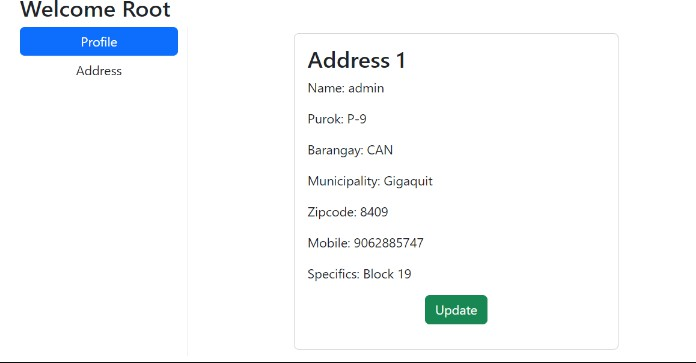 Welcome Root
Profile
Address
Address 1
Name: admin
Purok: P-9
Barangay: CAN
Municipality: Gigaquit
Zipcode: 8409
Mobile: 9062885747
Specifics: Block 19
Update